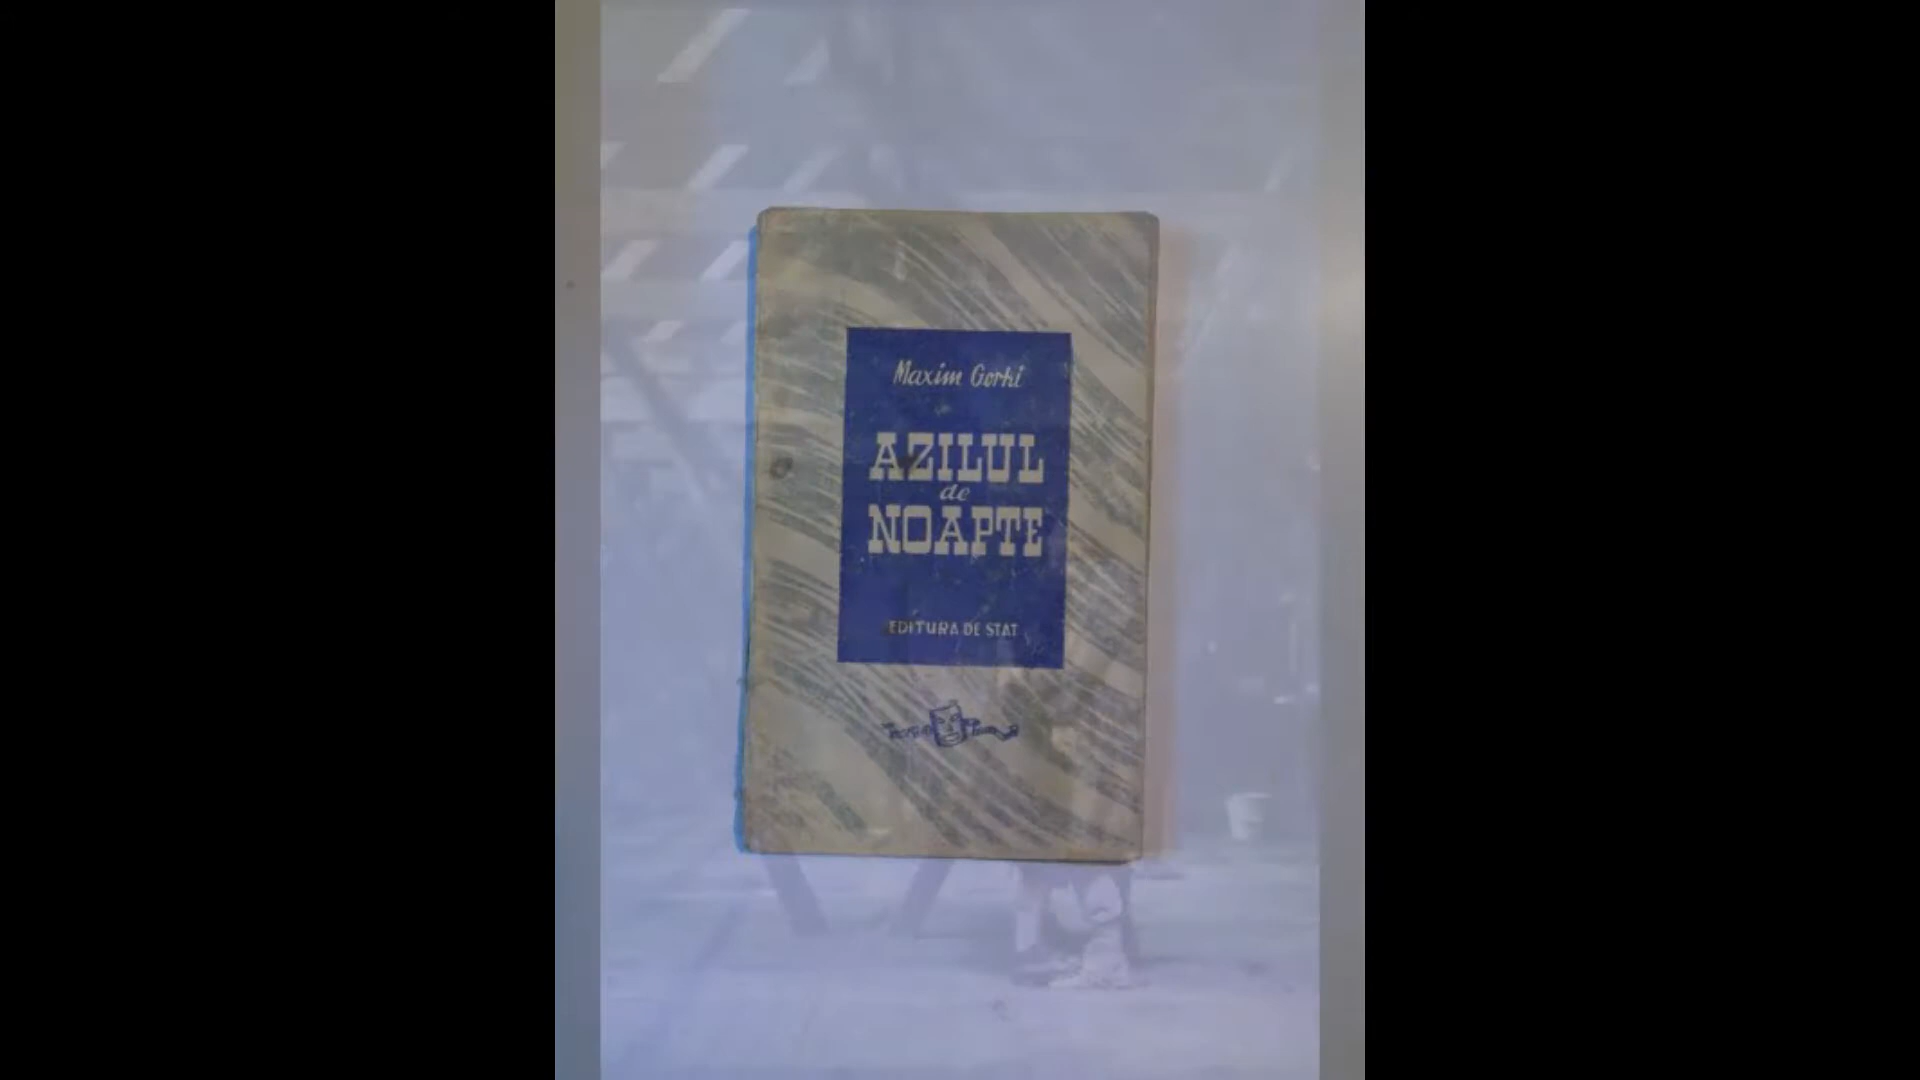 Maxim Gorki
AZILUL
de
NOAPTE
EDITURA DE STAT